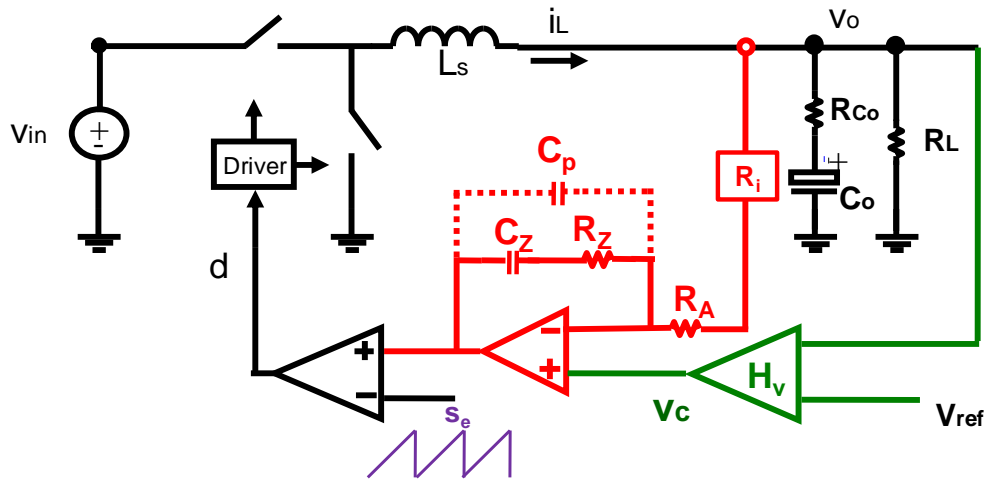 iL
vo
Ls
RCo
vin
+
-
Driver
Cp
Ri
RL
+
Co
CZ
RZ
d
RA
-
+
+
-
Hv
vc
se
Vref